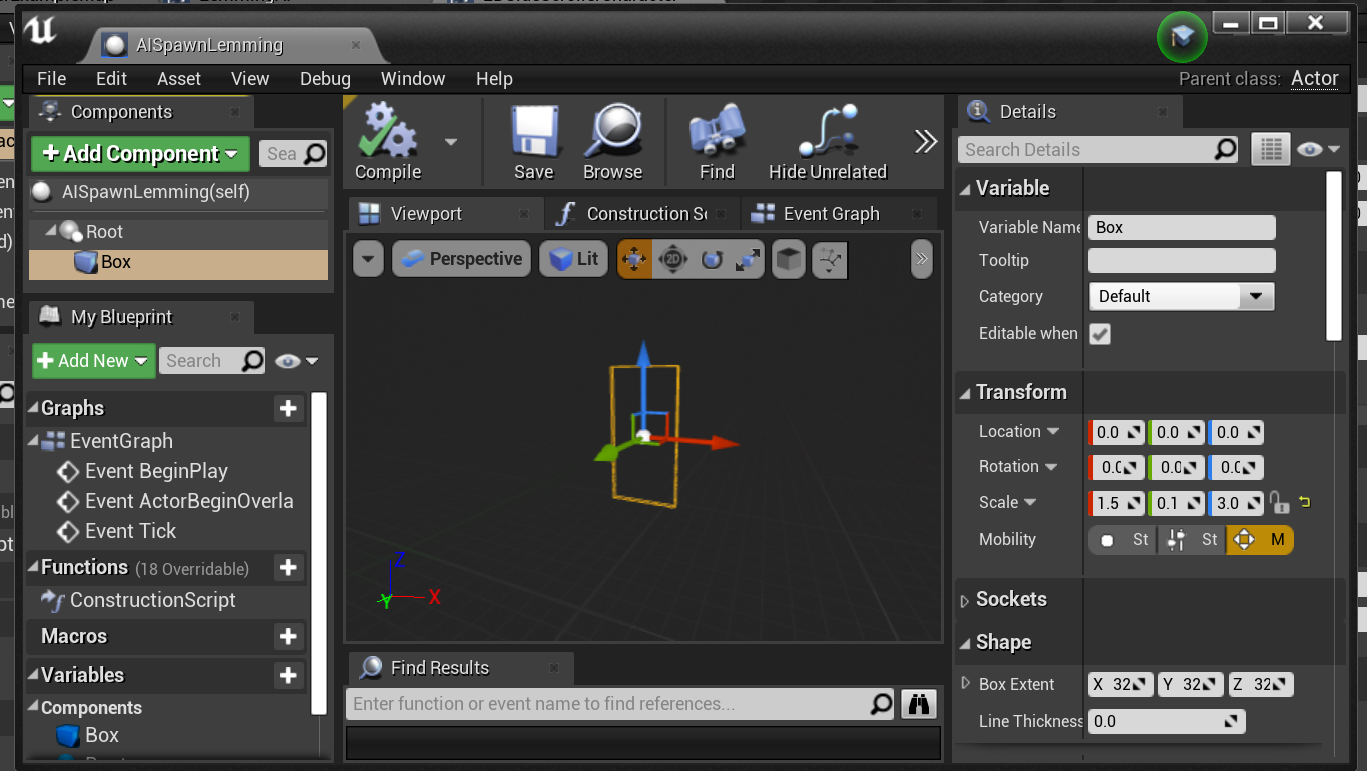 AISpawnLemming
File Edit Asset View Debug Window Help
Parent class: Actor
Components
+ Add Component
Sea
AISpawnLemming(self)
Root
Box
My Blueprint
+ Add New
Search
Graphs
EventGraph
Event BeginPlay
Event ActorBeginOverla
Event Tick
Functions (18 Overridable)
ConstructionScript
Macros
Variables
Components
Box
Compile
Save
Browse
Find
Hide Unrelated
Viewport
Construction Sc
Event Graph
Perspective
Lit
2D
Z
X
Y
Find Results
Enter function or event name to find references...
Details
Search Details
Variable
Variable Name Box
Tooltip
Category Default
Editable when
Transform
Location 0.0 0.0 0.0
Rotation 0.0 0.0 0.0
Scale 1.5 0.1 3.0
Mobility St St M
Sockets
Shape
Box Extent X 32 Y 32 Z 32
Line Thickness 0.0